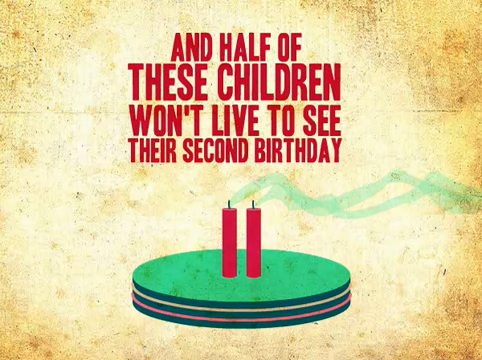 AND HALF OF
THESE CHILDREN
WON'T LIVE TO SEE
THEIR SECOND BIRTHDAY